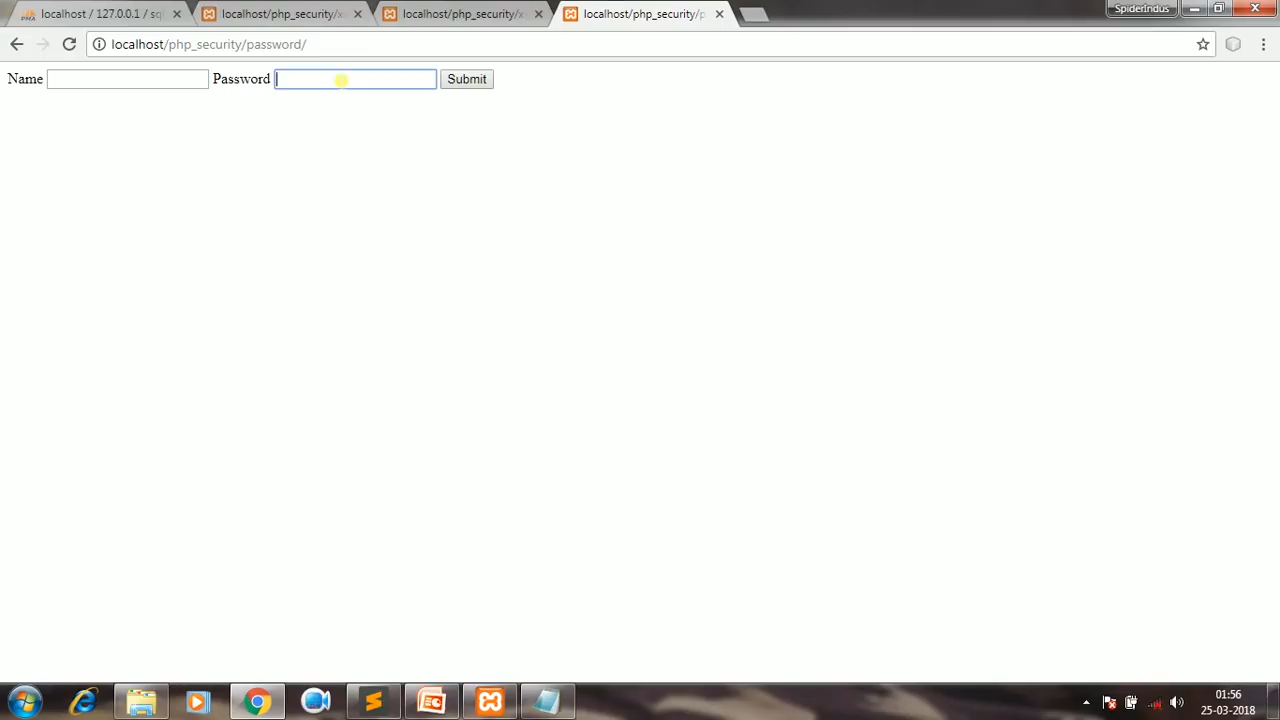 localhost / 127.0.0.1 / sq
localhost/php_security/x
localhost/php_security/x
localhost/php_security/p
SpiderIndus
localhost/php_security/password/
Name Password Submit
01:56
25-03-2018